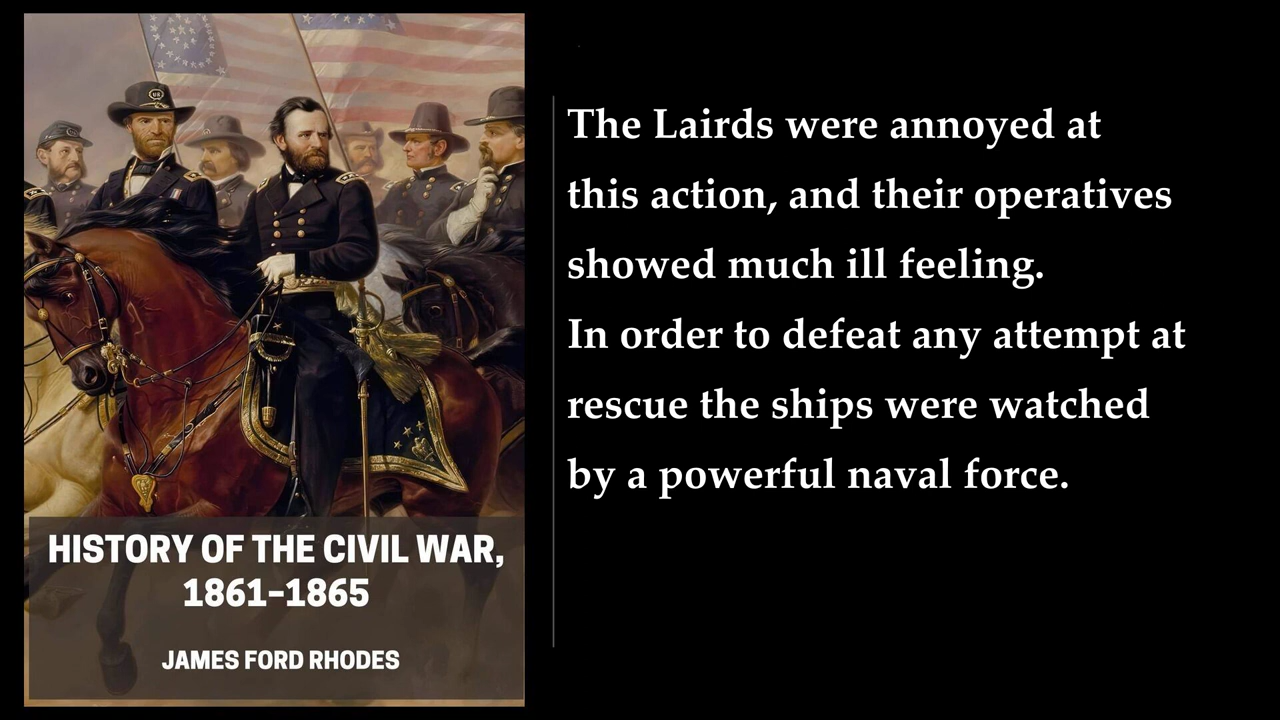 HISTORY OF THE CIVIL WAR,
1861–1865
JAMES FORD RHODES
The Lairds were annoyed at
this action, and their operatives
showed much ill feeling.
In order to defeat any attempt at
rescue the ships were watched
by a powerful naval force.